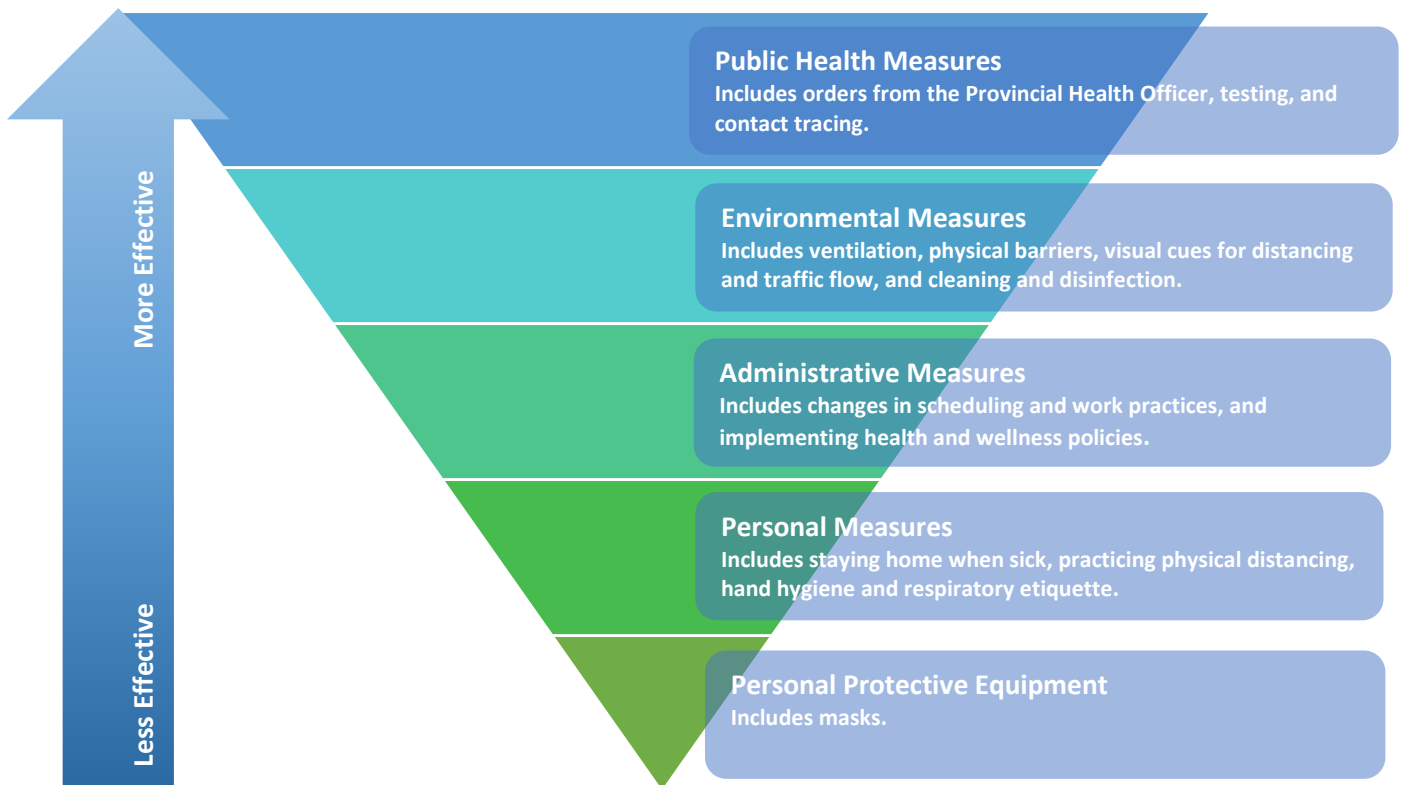 Public Health Measures
Includes orders from the Provincial Health Officer, testing, and
contact tracing.
More Effective
Environmental Measures
Includes ventilation, physical barriers, visual cues for distancing
and traffic flow, and cleaning and disinfection.
Administrative Measures
Includes changes in scheduling and work practices, and
implementing health and wellness policies.
Personal Measures
Includes staying home when sick, practicing physical distancing,
hand hygiene and respiratory etiquette.
Less Effective
Personal Protective Equipment
Includes masks.